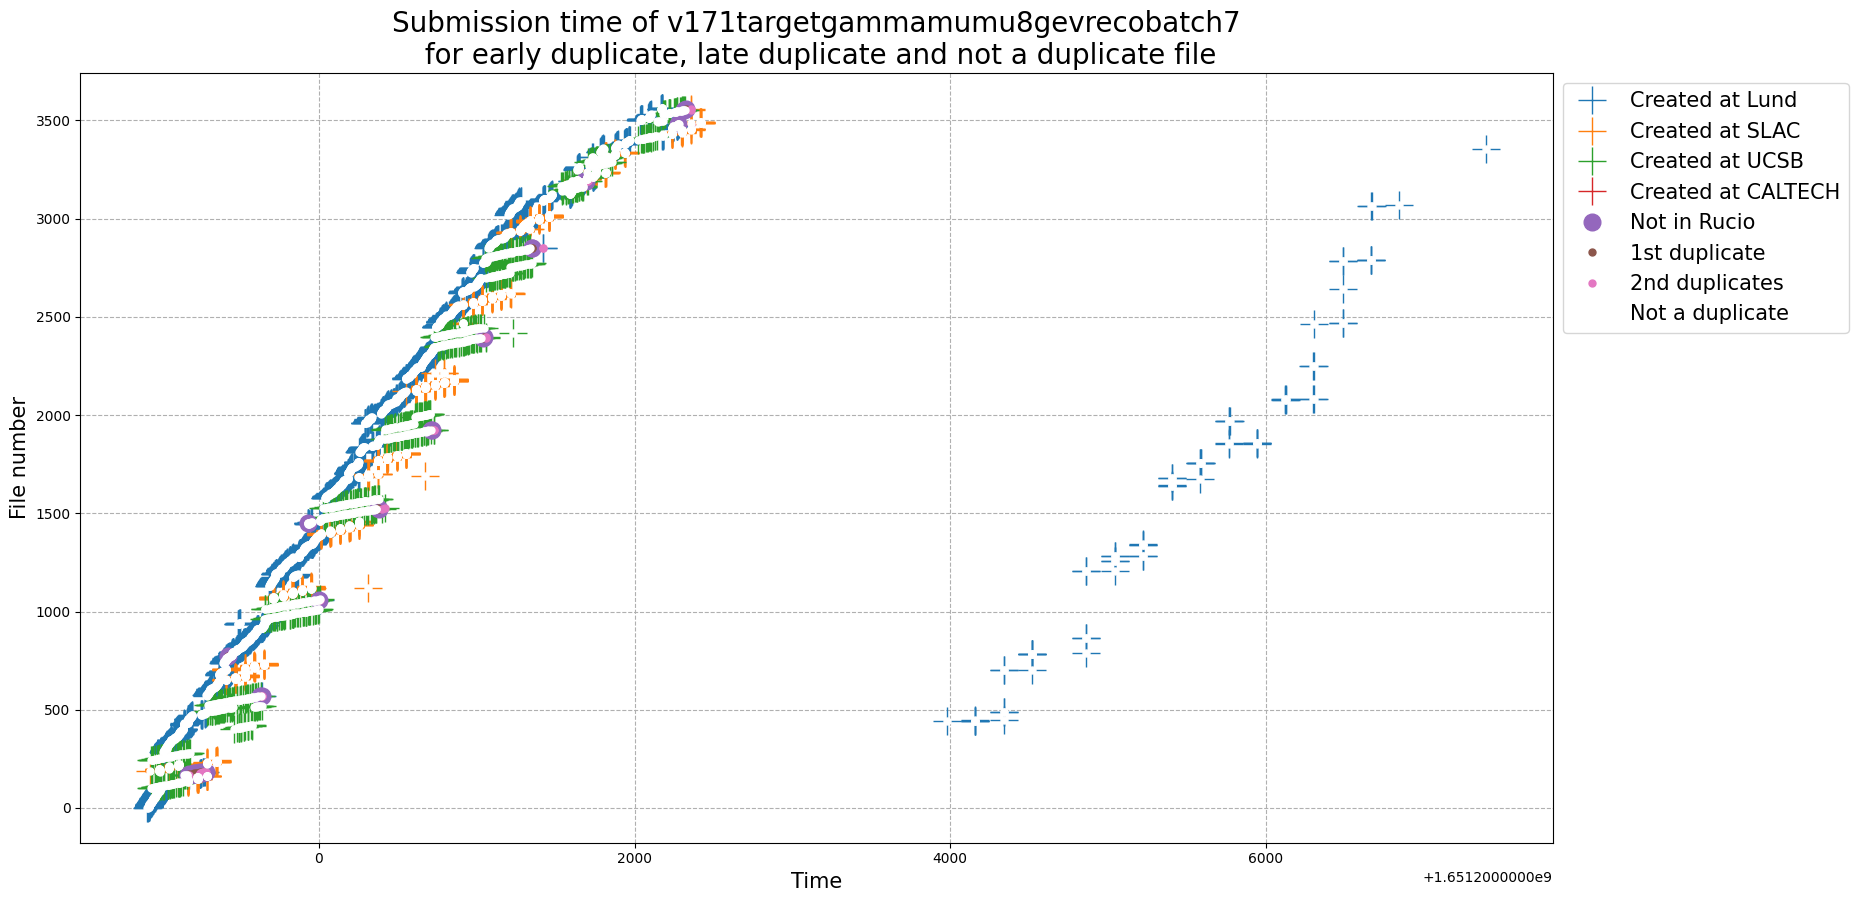 Submission time of v171targetgammamumu8gevrecobatch7
for early duplicate, late duplicate and not a duplicate file
File number
3500
3000
2500
2000
1500
1000
500
0
0
2000
4000
6000
+1.6512000000e9
Time
Created at Lund
Created at SLAC
Created at UCSB
Created at CALTECH
Not in Rucio
1st duplicate
2nd duplicates
Not a duplicate